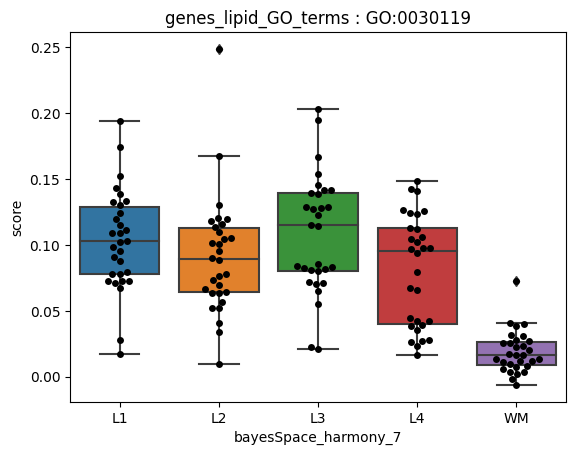 genes_lipid_GO_terms : GO:0030119
0.25
0.20
0.15
0.10
0.05
0.00
score
L1 L2 L3 L4 WM
bayesSpace_harmony_7